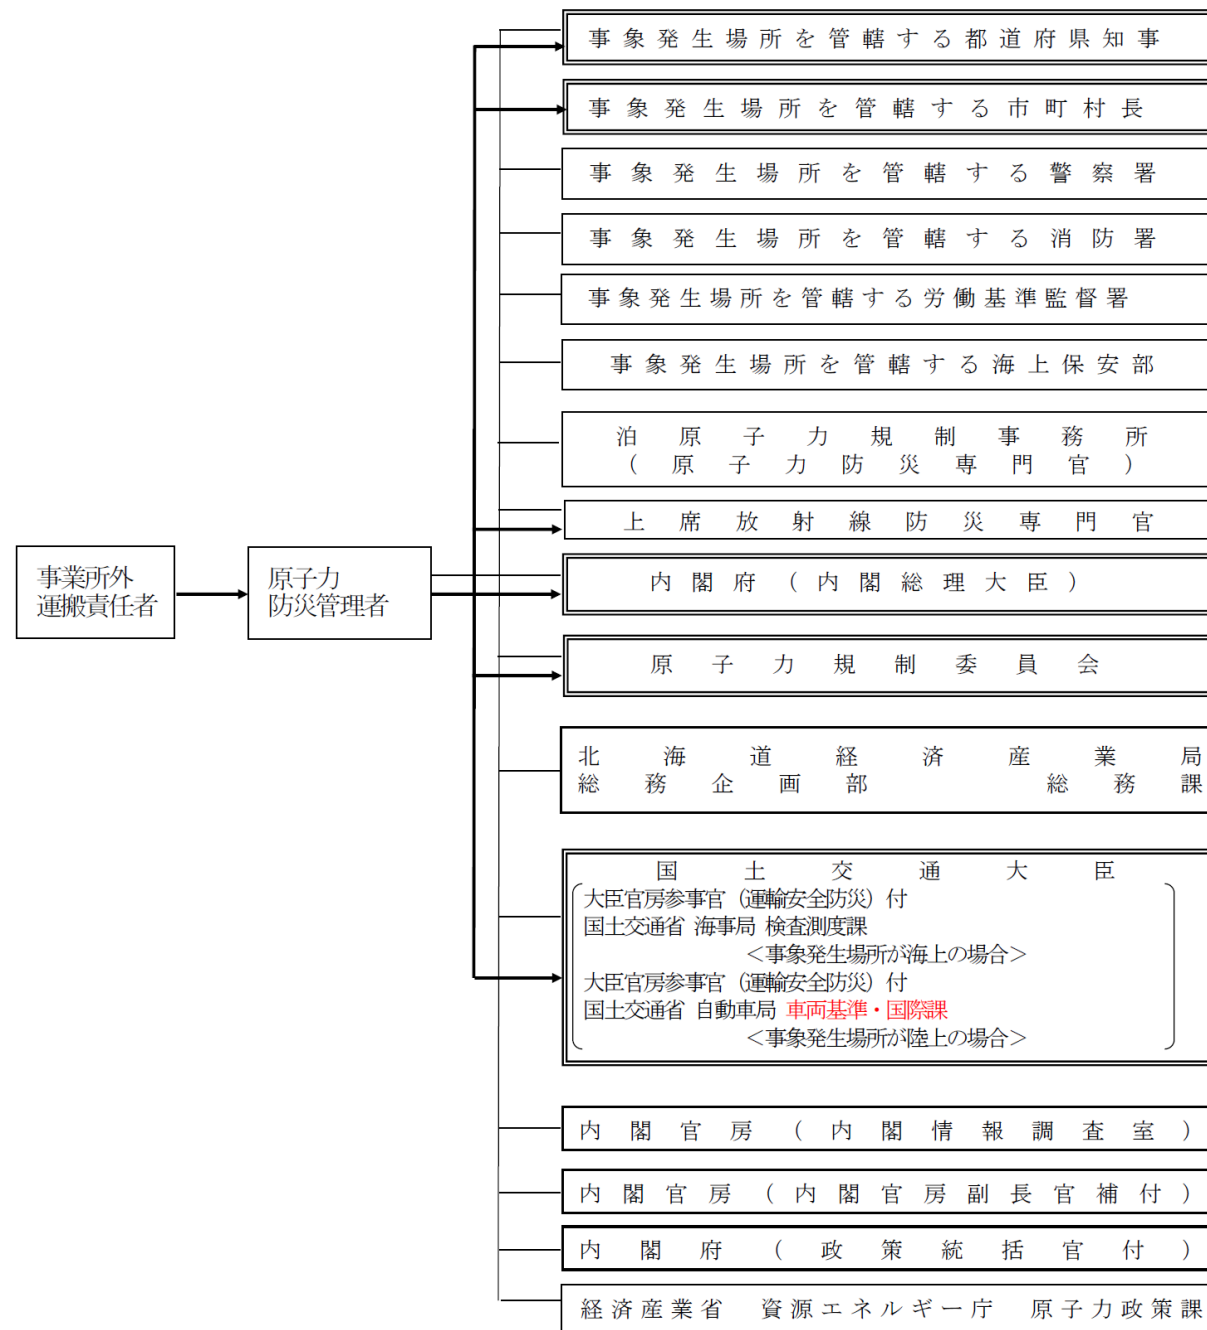 事象発生場所を管轄する都道府県知事
事象発生場所を管轄する市町村長
事象発生場所を管轄する警察署
事象発生場所を管轄する消防署
事象発生場所を管轄する労働基準監督署
事象発生場所を管轄する海上保安部
泊原子力規制事務所
（原子力防災専門官）
上席放射線防災専門官
事業所外
運搬責任者
原子力
防災管理者
内閣府（内閣総理大臣）
原子力規制委員会
北海道経済産業局
総務企画部　総務課
国土交通大臣
大臣官房参事官（運輸安全防災）付
国土交通省 海事局 検査測度課
＜事象発生場所が海上の場合＞
大臣官房参事官（運輸安全防災）付
国土交通省 自動車局 車両基準・国際課
＜事象発生場所が陸上の場合＞
内閣官房（内閣情報調査室）
内閣官房（内閣官房副長官補付）
内閣府（政策統括官付）
経済産業省　資源エネルギー庁　原子力政策課